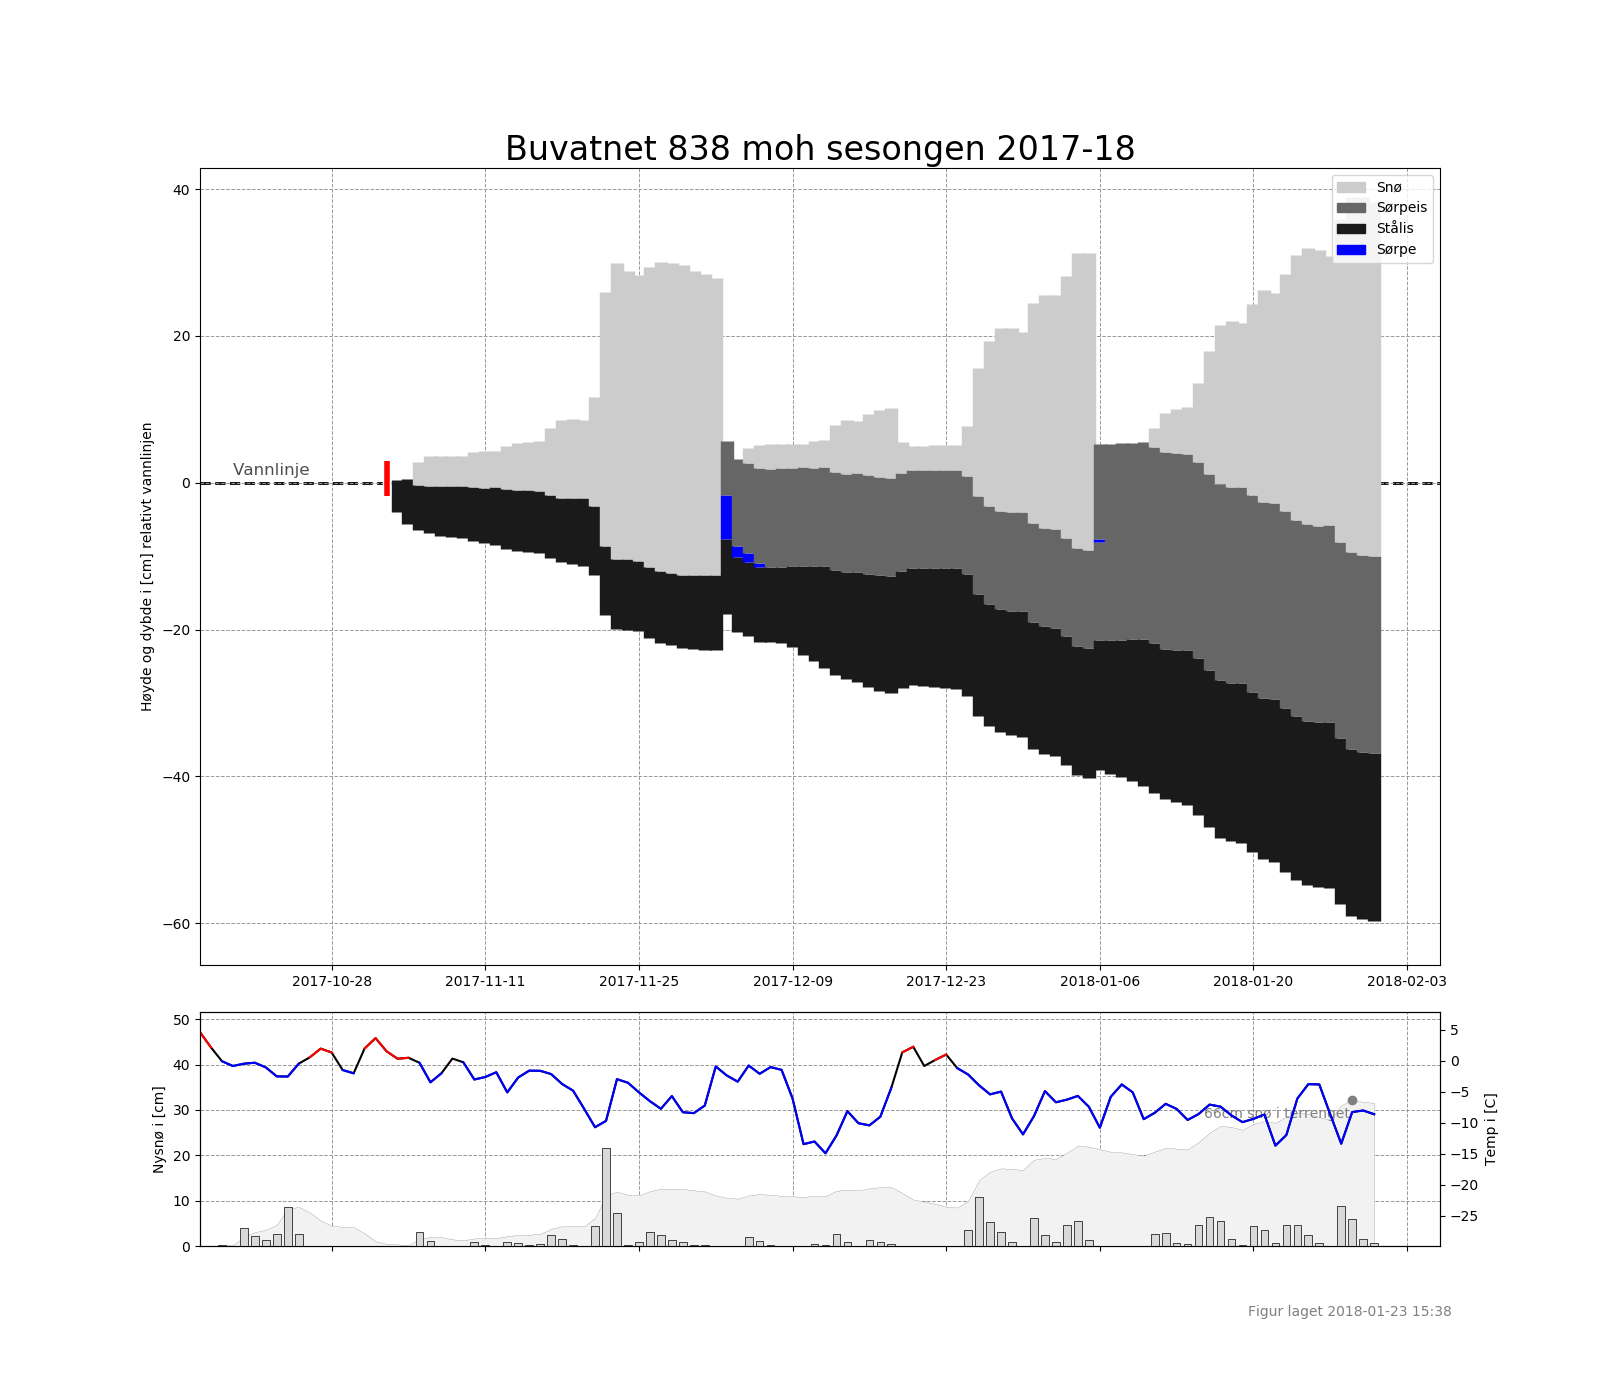 Buvatnet 838 moh sesongen 2017-18
Høyde og dybde i [cm] relativt vannlinjen
40
20
0
−20
−40
−60
Vannlinje
Snø
Sørpeis
Stålis
Sørpe
2017-10-28 2017-11-11 2017-11-25 2017-12-09 2017-12-23 2018-01-06 2018-01-20 2018-02-03
Nysnø i [cm]
50
40
30
20
10
0
66cm snø i terrenget
5
0
−5
−10
−15
−20
−25
Temp i [C]
Figur laget 2018-01-23 15:38